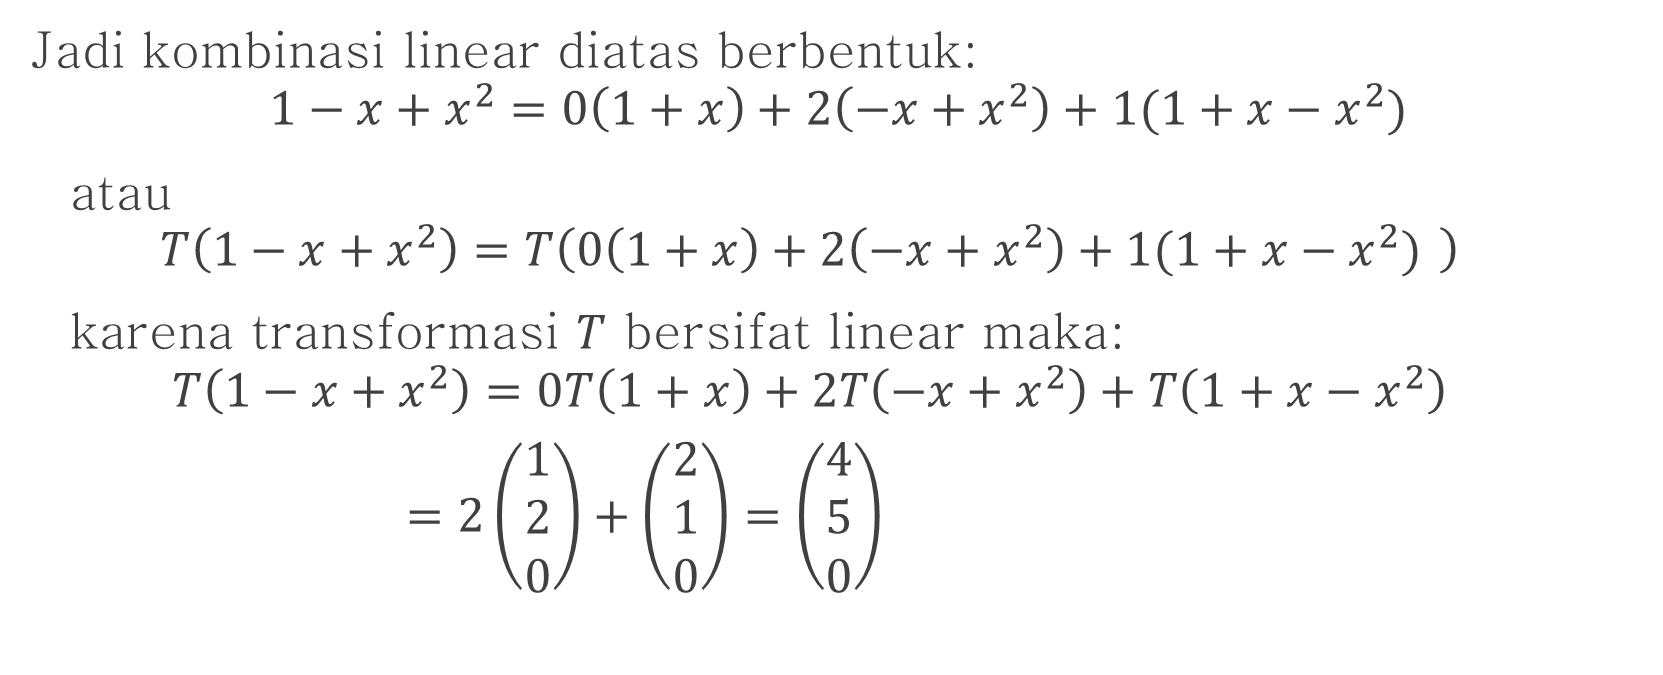 Jadi kombinasi linear diatas berbentuk:
1 − x + x² = 0(1 + x) + 2(−x + x²) + 1(1 + x − x²)
atau
T(1 − x + x²) = T(0(1 + x) + 2(−x + x²) + 1(1 + x − x²) )
karena transformasi T bersifat linear maka:
T(1 − x + x²) = 0T(1 + x) + 2T(−x + x²) + T(1 + x − x²)
= 2 (1 2 0) + (2 1 0) = (4 5 0)